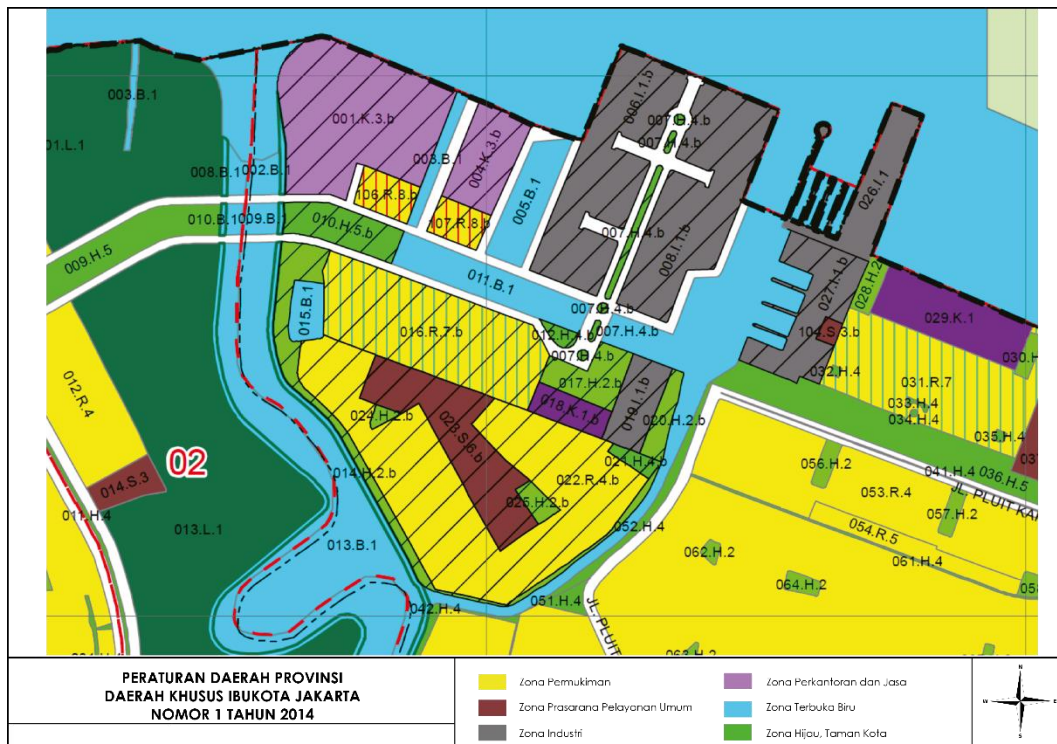 003.B.1
001.K.3.b
006.I.1.b
007.H.4.b
007.H.4.b
01.L.1
003.B.1
004.K.3.b
008.B.1
002.B.1
026.I.1
106.R.8.b
107.R.8.b
005.B.1
010.B.1
009.B.1
010.H.5.b
007.H.4.b
008.I.1.b
009.H.5
011.B.1
027.I.1.b
028.H.2
015.B.1
007.H.4.b
029.K.1
016.R.7.b
012.H.4.b
007.H.4.b
104.S.3.b
030.H
007.H.4.b
032.H.4
031.R.7
012.R.4
017.H.2.b
033.H.4
018.K.1.b
019.I.1.b
034.H.4
024.H.2.b
023.S.6.b
020.H.2.b
035.H.4
02
021.H.4.b
056.H.2
041.H.4
036.H.5
037
014.S.3
014.H.2.b
022.R.4.b
053.R.4
JL. PLUIT KA
011.H.4
025.H.2.b
057.H.2
013.L.1
052.H.4
054.R.5
013.B.1
062.H.2
061.H.4
064.H.2
058
042.H.4
051.H.4
JL. PLUIT
063.H.2
PERATURAN DAERAH PROVINSI
DAERAH KHUSUS IBUKOTA JAKARTA
NOMOR 1 TAHUN 2014
Zona Permukiman
Zona Prasarana Pelayanan Umum
Zona Industri
Zona Perkantoran dan Jasa
Zona Terbuka Biru
Zona Hijau, Taman Kota
N
W
E
S